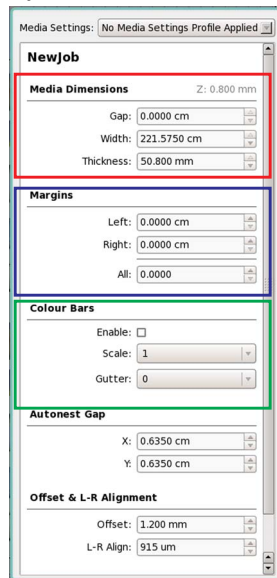 Media Settings: No Media Settings Profile Applied
NewJob
Media Dimensions Z: 0.800 mm
Gap: 0.0000 cm
Width: 221.5750 cm
Thickness: 50.800 mm
Margins
Left: 0.0000 cm
Right: 0.0000 cm
All: 0.0000
Colour Bars
Enable:
Scale: 1
Gutter: 0
Autonest Gap
X: 0.6350 cm
Y: 0.6350 cm
Offset & L-R Alignment
Offset: 1.200 mm
L-R Align: 915 um